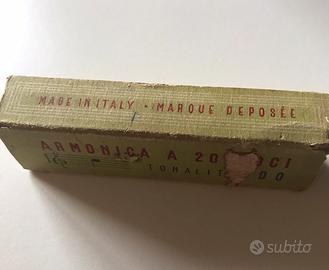 MADE IN ITALY • MARQUE DEPOSÉE
ARMONICA A 20
DO
subito